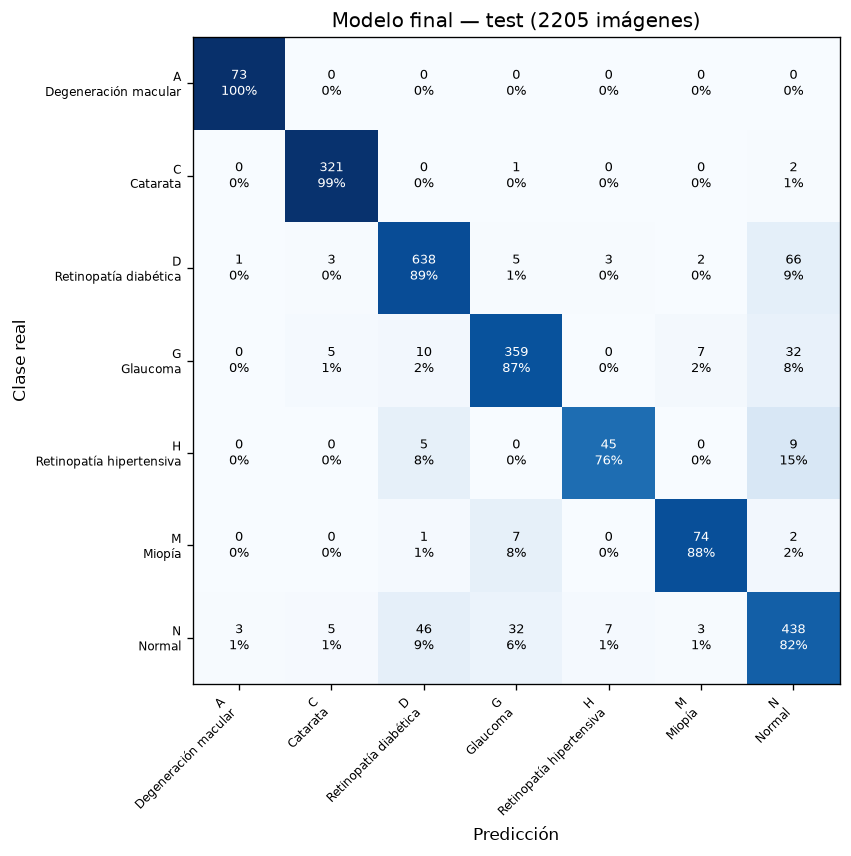 Modelo final — test (2205 imágenes)
A
Degeneración macular
73 0 0 0 0 0 0
100% 0% 0% 0% 0% 0% 0%
C
Catarata
0 321 0 1 0 0 2
0% 99% 0% 0% 0% 0% 1%
D
Retinopatía diabética
1 3 638 5 3 2 66
0% 0% 89% 1% 0% 0% 9%
G
Glaucoma
0 5 10 359 0 7 32
0% 1% 2% 87% 0% 2% 8%
H
Retinopatía hipertensiva
0 0 5 0 45 0 9
0% 0% 8% 0% 76% 0% 15%
M
Miopía
0 0 1 7 0 74 2
0% 0% 1% 8% 0% 88% 2%
N
Normal
3 5 46 32 7 3 438
1% 1% 9% 6% 1% 1% 82%
Clase real
A
Degeneración macular
C
Catarata
D
Retinopatía diabética
G
Glaucoma
H
Retinopatía hipertensiva
M
Miopía
N
Normal
Predicción